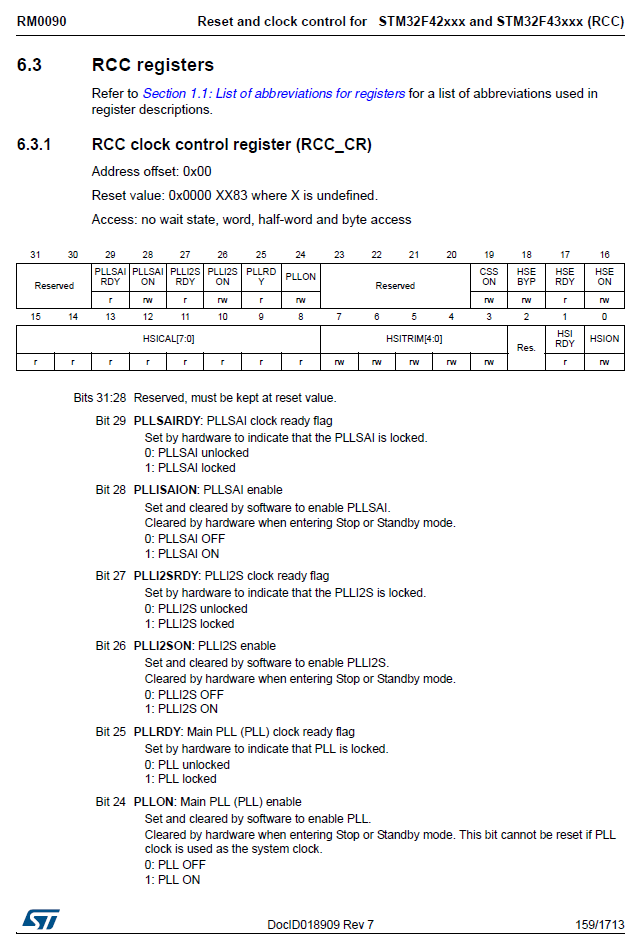 RM0090 Reset and clock control for STM32F42xxx and STM32F43xxx (RCC)
6.3 RCC registers
Refer to Section 1.1: List of abbreviations for registers for a list of abbreviations used in
register descriptions.
6.3.1 RCC clock control register (RCC_CR)
Address offset: 0x00
Reset value: 0x0000 XX83 where X is undefined.
Access: no wait state, word, half-word and byte access
31 30 29 28 27 26 25 24 23 22 21 20 19 18 17 16
Reserved PLLSAI RDY PLLSAI ON PLLI2S RDY PLLI2S ON PLLRD Y PLLON Reserved CSS ON HSE BYP HSE RDY HSE ON
r rw r rw r rw rw rw r rw
15 14 13 12 11 10 9 8 7 6 5 4 3 2 1 0
HSICAL[7:0] HSITRIM[4:0] Res. HSI RDY HSION
r r r r r r r r rw rw rw rw rw r rw
Bits 31:28 Reserved, must be kept at reset value.
Bit 29 PLLSAIRDY: PLLSAI clock ready flag
Set by hardware to indicate that the PLLSAI is locked.
0: PLLSAI unlocked
1: PLLSAI locked
Bit 28 PLLISAION: PLLSAI enable
Set and cleared by software to enable PLLSAI.
Cleared by hardware when entering Stop or Standby mode.
0: PLLSAI OFF
1: PLLSAI ON
Bit 27 PLLI2SRDY: PLLI2S clock ready flag
Set by hardware to indicate that the PLLI2S is locked.
0: PLLI2S unlocked
1: PLLI2S locked
Bit 26 PLLI2SON: PLLI2S enable
Set and cleared by software to enable PLLI2S.
Cleared by hardware when entering Stop or Standby mode.
0: PLLI2S OFF
1: PLLI2S ON
Bit 25 PLLRDY: Main PLL (PLL) clock ready flag
Set by hardware to indicate that PLL is locked.
0: PLL unlocked
1: PLL locked
Bit 24 PLLON: Main PLL (PLL) enable
Set and cleared by software to enable PLL.
Cleared by hardware when entering Stop or Standby mode. This bit cannot be reset if PLL
clock is used as the system clock.
0: PLL OFF
1: PLL ON
ST DocID018909 Rev 7 159/1713